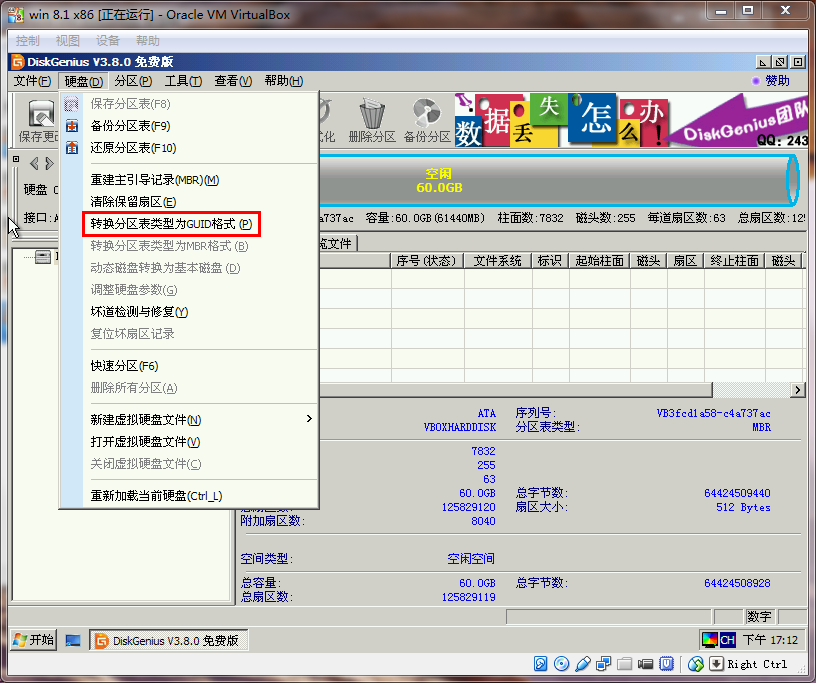 win 8.1 x86 [正在运行] - Oracle VM VirtualBox
控制 视图 设备 帮助
DiskGenius V3.8.0 免费版
文件(F) 硬盘(D) 分区(P) 工具(T) 查看(V) 帮助(H) 赞助
保存更 化 删除分区 备份分区
数据丢失怎么办! DiskGenius团队
QQ: 243
保存分区表(F8)
备份分区表(F9)
还原分区表(F10)
重建主引导记录(MBR)(M)
清除保留扇区(E)
转换分区表类型为GUID格式 (P)
转换分区表类型为MBR格式 (B)
动态磁盘转换为基本磁盘 (D)
调整硬盘参数(G)
坏道检测与修复(Y)
复位坏扇区记录
快速分区(F6)
删除所有分区(A)
新建虚拟硬盘文件(N)
打开虚拟硬盘文件(V)
关闭虚拟硬盘文件(C)
重新加载当前硬盘(Ctrl_L)
硬盘
空闲
60.0GB
接口:A a737ac 容量:60.0GB(61440MB) 柱面数:7832 磁头数:255 每道扇区数:63 总扇区数:125
览文件
序号(状态) 文件系统 标识 起始柱面 磁头 扇区 终止柱面 磁头
ATA 序列号: VB3fcd1a58-c4a737ac
VBOXHARDDISK 分区表类型: MBR
7832
255
63
60.0GB 总字节数: 64424509440
总扇区数: 125829120 扇区大小: 512 Bytes
附加扇区数: 8040
空间类型: 空闲空间
总容量: 60.0GB 总字节数: 64424508928
总扇区数: 125829119
数字
开始 DiskGenius V3.8.0 免费版 CH 下午 17:12
Right Ctrl